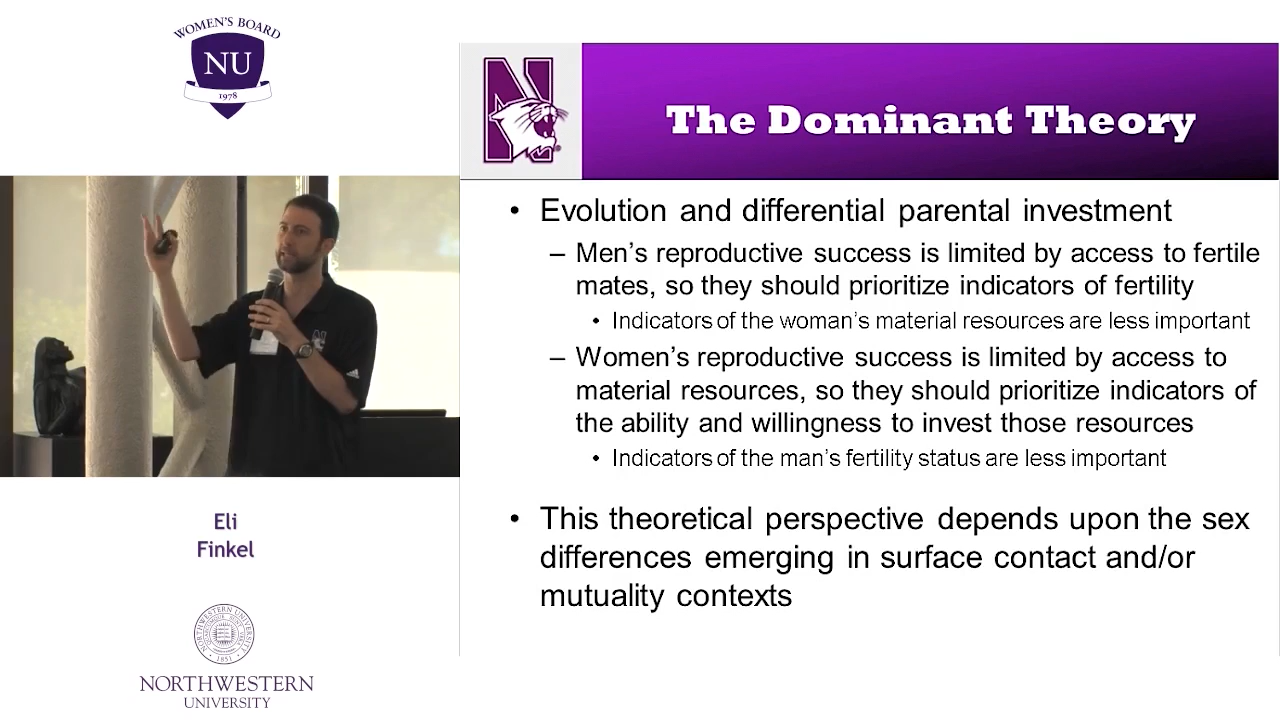 WOMEN'S BOARD
NU
1978
The Dominant Theory
• Evolution and differential parental investment
– Men's reproductive success is limited by access to fertile
mates, so they should prioritize indicators of fertility
• Indicators of the woman's material resources are less important
– Women's reproductive success is limited by access to
material resources, so they should prioritize indicators of
the ability and willingness to invest those resources
• Indicators of the man's fertility status are less important
• This theoretical perspective depends upon the sex
differences emerging in surface contact and/or
mutuality contexts
N
adidas
Eli
Finkel
NORTHWESTERN
UNIVERSITY
1851
NORTHWESTERN
UNIVERSITY